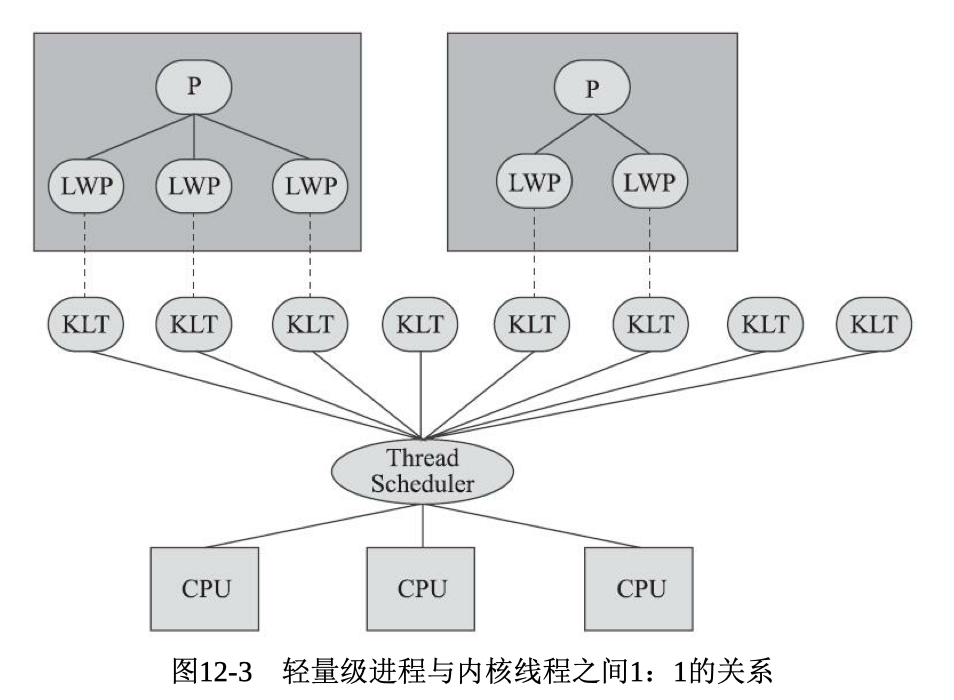 P P
LWP LWP LWP LWP LWP
KLT KLT KLT KLT KLT KLT KLT KLT
Thread
Scheduler
CPU CPU CPU
图12-3 轻量级进程与内核线程之间1：1的关系